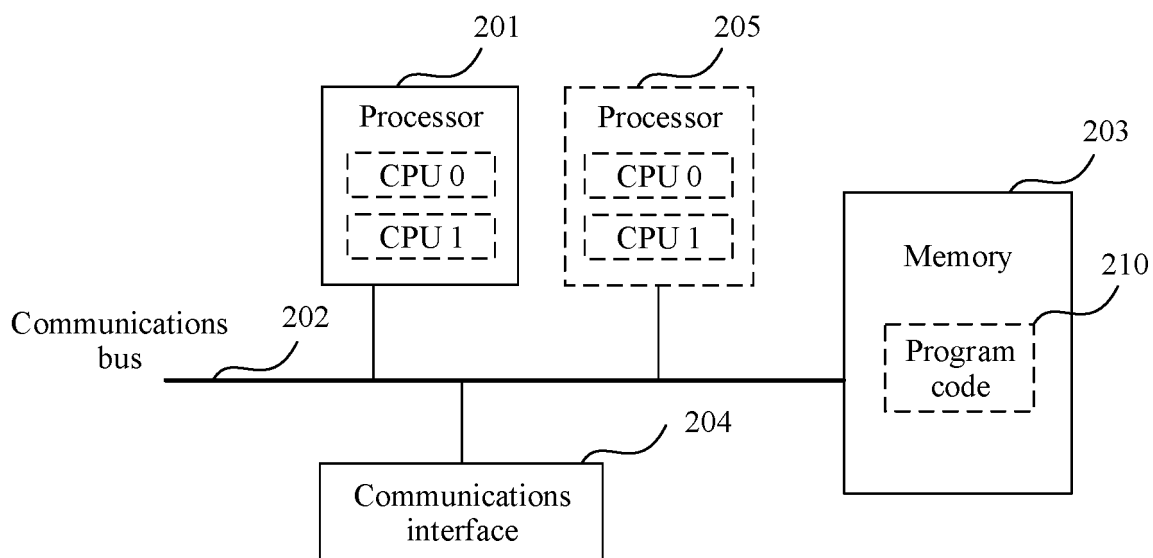 201
205
Processor
CPU 0
CPU 1
Processor
CPU 0
CPU 1
203
Memory
210
Program
code
Communications
bus
202
204
Communications
interface